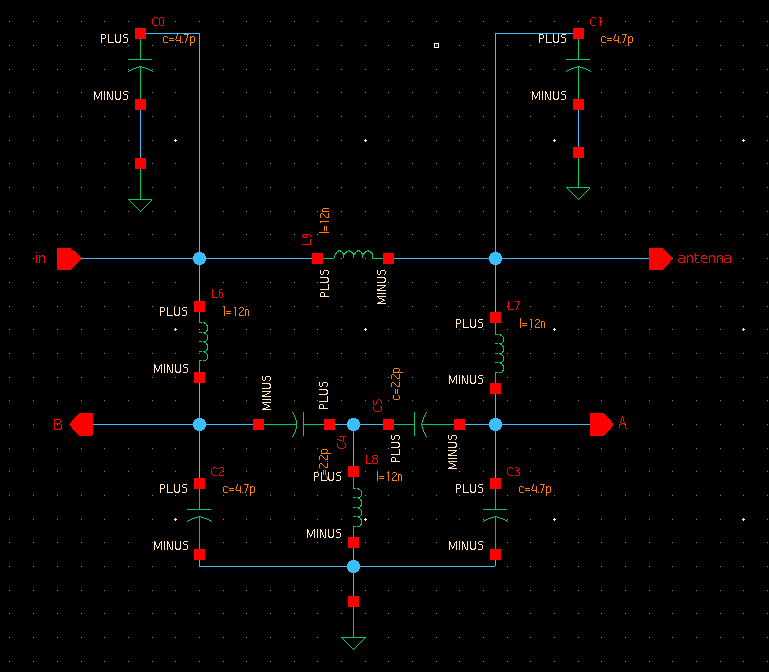 C0
PLUS
c=4.7p
MINUS
C1
PLUS
c=4.7p
MINUS
in
L9
l=12n
PLUS
MINUS
antenna
L6
PLUS
l=12n
MINUS
L7
PLUS
l=12n
MINUS
B
MINUS
PLUS
C4
c=2.2p
C5
c=2.2p
PLUS
MINUS
A
C2
PLUS
c=4.7p
MINUS
L8
PLUS
l=12n
MINUS
C3
PLUS
c=4.7p
MINUS